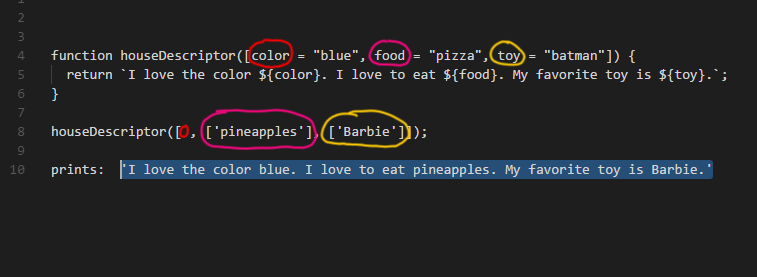 1
2
3
4 function houseDescriptor([color = "blue", food = "pizza", toy = "batman"]) {
5 return `I love the color ${color}. I love to eat ${food}. My favorite toy is ${toy}.`;
6 }
7
8 houseDescriptor([ , ['pineapples'], ['Barbie']]);
9
10 prints: 'I love the color blue. I love to eat pineapples. My favorite toy is Barbie.'